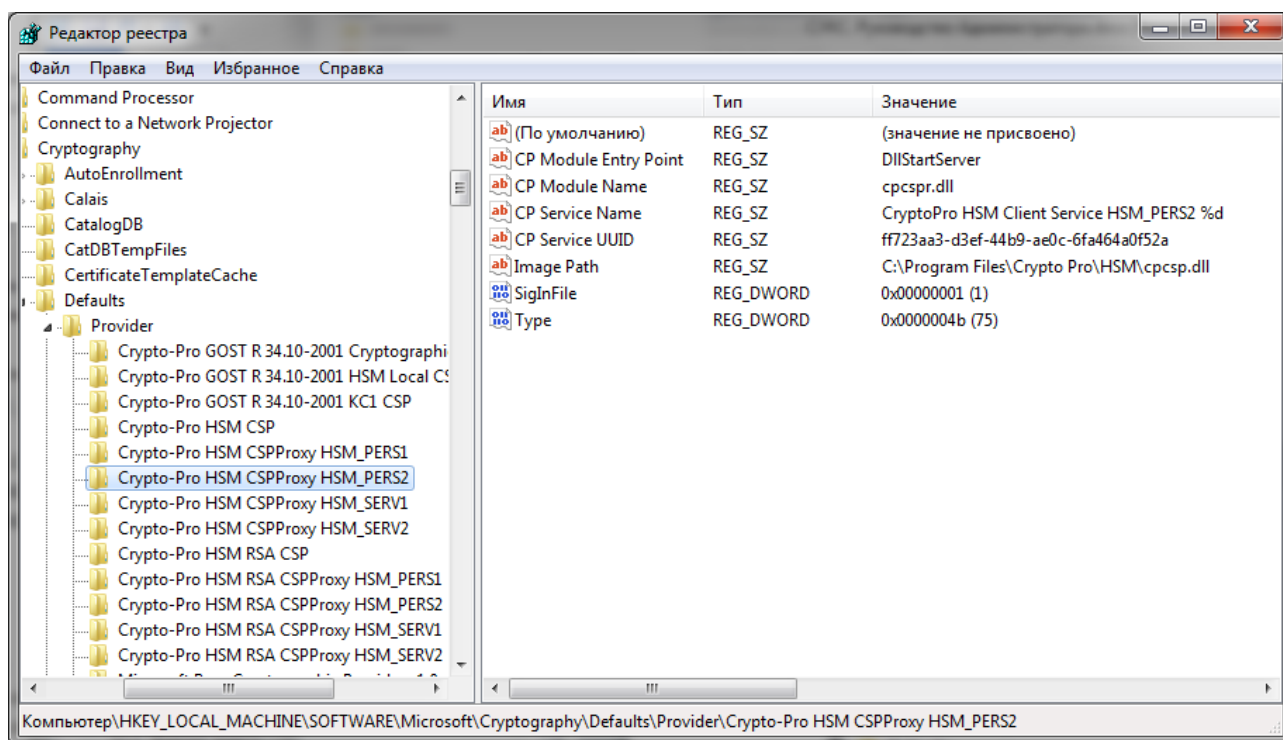 Редактор реестра
Файл Правка Вид Избранное Справка
Command Processor
Connect to a Network Projector
Cryptography
AutoEnrollment
Calais
CatalogDB
CatDBTempFiles
CertificateTemplateCache
Defaults
Provider
Crypto-Pro GOST R 34.10-2001 Cryptographi
Crypto-Pro GOST R 34.10-2001 HSM Local CS
Crypto-Pro GOST R 34.10-2001 KC1 CSP
Crypto-Pro HSM CSP
Crypto-Pro HSM CSPProxy HSM_PERS1
Crypto-Pro HSM CSPProxy HSM_PERS2
Crypto-Pro HSM CSPProxy HSM_SERV1
Crypto-Pro HSM CSPProxy HSM_SERV2
Crypto-Pro HSM RSA CSP
Crypto-Pro HSM RSA CSPProxy HSM_PERS1
Crypto-Pro HSM RSA CSPProxy HSM_PERS2
Crypto-Pro HSM RSA CSPProxy HSM_SERV1
Crypto-Pro HSM RSA CSPProxy HSM_SERV2
Имя Тип Значение
(По умолчанию) REG_SZ (значение не присвоено)
CP Module Entry Point REG_SZ DllStartServer
CP Module Name REG_SZ cpcspr.dll
CP Service Name REG_SZ CryptoPro HSM Client Service HSM_PERS2 %d
CP Service UUID REG_SZ ff723aa3-d3ef-44b9-ae0c-6fa464a0f52a
Image Path REG_SZ C:\Program Files\Crypto Pro\HSM\cpcsp.dll
SigInFile REG_DWORD 0x00000001 (1)
Type REG_DWORD 0x0000004b (75)
Компьютер\HKEY_LOCAL_MACHINE\SOFTWARE\Microsoft\Cryptography\Defaults\Provider\Crypto-Pro HSM CSPProxy HSM_PERS2